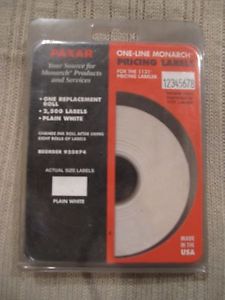 PAXAR
Your Source for
Monarch® Products
and Services
• ONE REPLACEMENT
ROLL
• 2,500 LABELS
• PLAIN WHITE
CHANGE INK ROLL AFTER USING
EIGHT ROLLS OF LABELS
REORDER #925074
ACTUAL SIZE LABELS
PLAIN WHITE
ONE-LINE MONARCH®
PRICING LABELS
FOR THE 1131®
PRICING LABELER
12345678
MADE
IN THE
USA